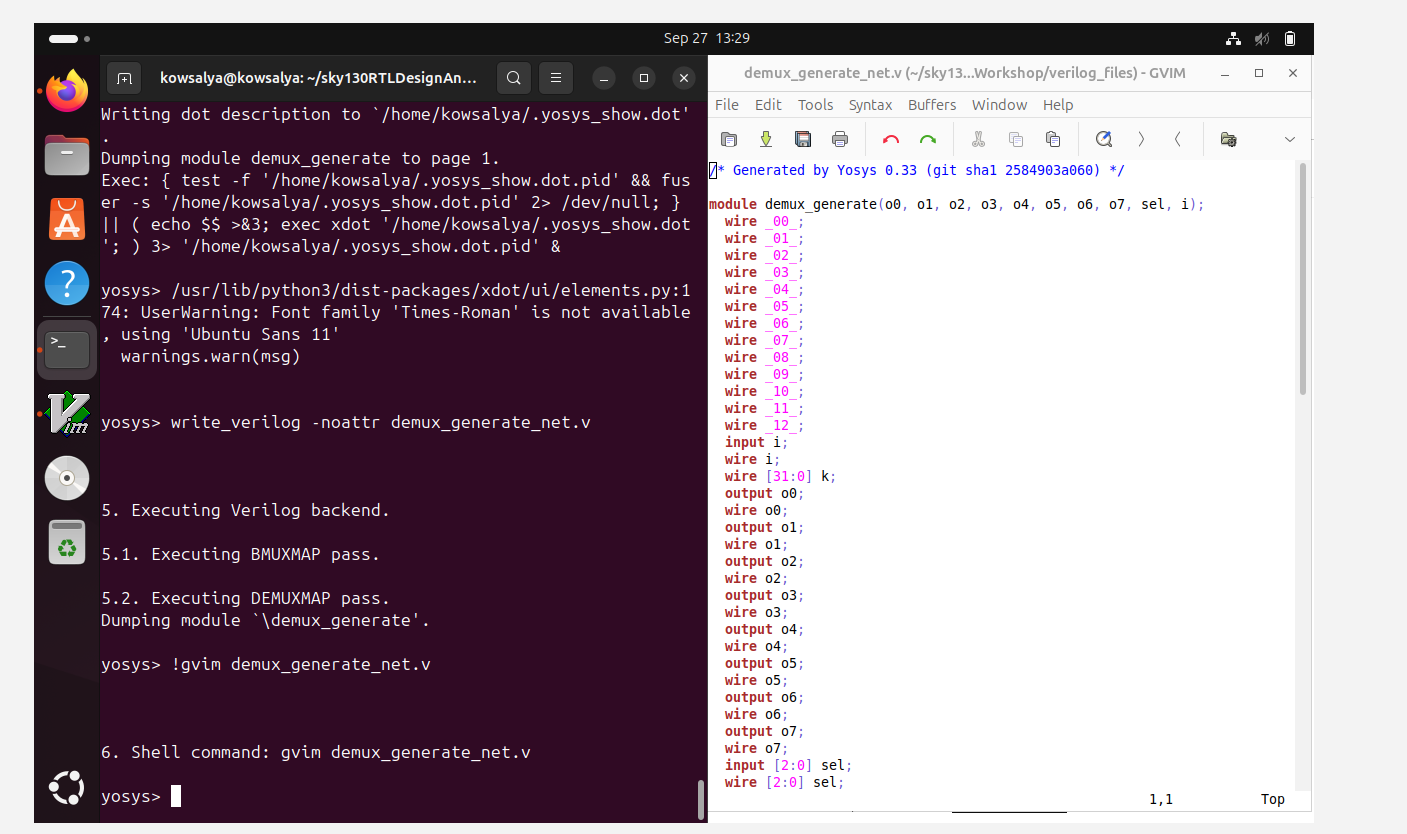 Sep 27 13:29
kowsalya@kowsalya: ~/sky130RTLDesignAn...
Writing dot description to `/home/kowsalya/.yosys_show.dot'
.
Dumping module demux_generate to page 1.
Exec: { test -f '/home/kowsalya/.yosys_show.dot.pid' && fus
er -s '/home/kowsalya/.yosys_show.dot.pid' 2> /dev/null; }
|| ( echo $$ >&3; exec xdot '/home/kowsalya/.yosys_show.dot
'; ) 3> '/home/kowsalya/.yosys_show.dot.pid' &
yosys> /usr/lib/python3/dist-packages/xdot/ui/elements.py:1
74: UserWarning: Font family 'Times-Roman' is not available
, using 'Ubuntu Sans 11'
warnings.warn(msg)
yosys> write_verilog -noattr demux_generate_net.v
5. Executing Verilog backend.
5.1. Executing BMUXMAP pass.
5.2. Executing DEMUXMAP pass.
Dumping module `\demux_generate'.
yosys> !gvim demux_generate_net.v
6. Shell command: gvim demux_generate_net.v
yosys>
demux_generate_net.v (~/sky13...Workshop/verilog_files) - GVIM
File Edit Tools Syntax Buffers Window Help
/* Generated by Yosys 0.33 (git sha1 2584903a060) */
module demux_generate(o0, o1, o2, o3, o4, o5, o6, o7, sel, i);
wire _00_;
wire _01_;
wire _02_;
wire _03_;
wire _04_;
wire _05_;
wire _06_;
wire _07_;
wire _08_;
wire _09_;
wire _10_;
wire _11_;
wire _12_;
input i;
wire i;
wire [31:0] k;
output o0;
wire o0;
output o1;
wire o1;
output o2;
wire o2;
output o3;
wire o3;
output o4;
wire o4;
output o5;
wire o5;
output o6;
wire o6;
output o7;
wire o7;
input [2:0] sel;
wire [2:0] sel;
1,1 Top